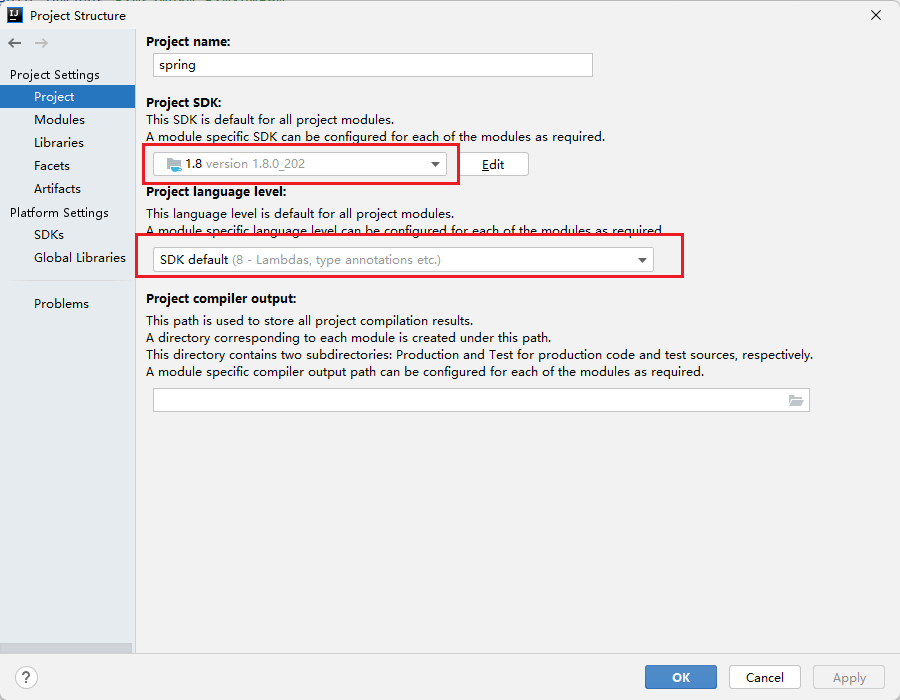 Project Structure
Project Settings
Project
Modules
Libraries
Facets
Artifacts
Platform Settings
SDKs
Global Libraries
Problems
Project name:
spring
Project SDK:
This SDK is default for all project modules.
A module specific SDK can be configured for each of the modules as required.
1.8 version 1.8.0_202
Edit
Project language level:
This language level is default for all project modules.
A module specific language level can be configured for each of the modules as required.
SDK default (8 - Lambdas, type annotations etc.)
Project compiler output:
This path is used to store all project compilation results.
A directory corresponding to each module is created under this path.
This directory contains two subdirectories: Production and Test for production code and test sources, respectively.
A module specific compiler output path can be configured for each of the modules as required.
?
OK
Cancel
Apply